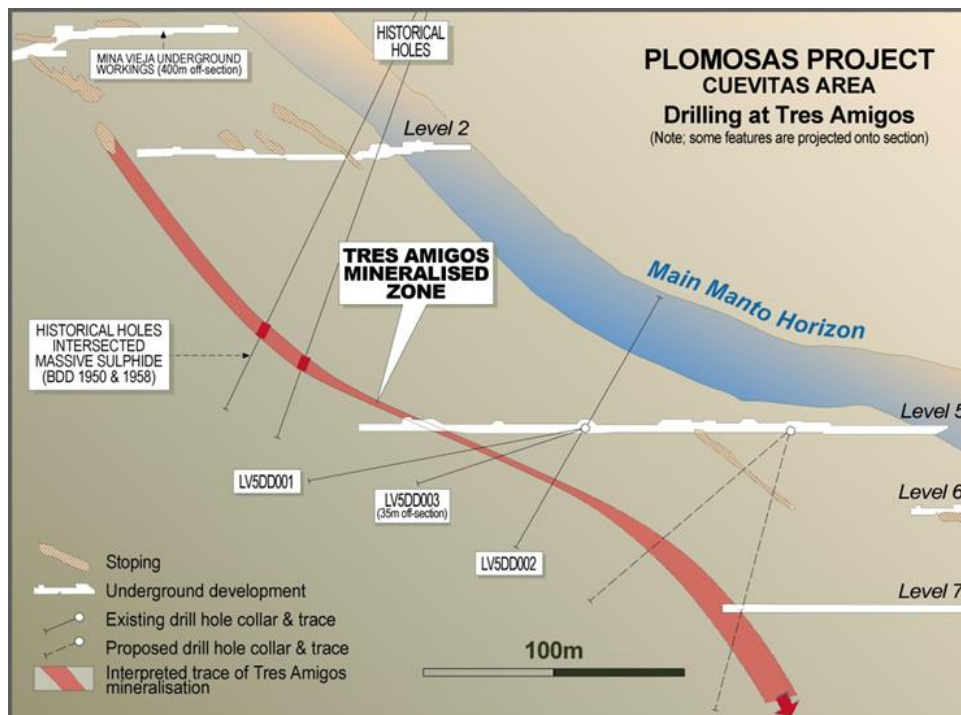 HISTORICAL
HOLES
MINA VIEJA UNDERGROUND
WORKINGS (400m off-section)
PLOMOSAS PROJECT
CUEVITAS AREA
Drilling at Tres Amigos
(Note; some features are projected onto section)
Level 2
TRES AMIGOS
MINERALISED
ZONE
Main Manto Horizon
HISTORICAL HOLES
INTERSECTED
MASSIVE SULPHIDE
(BDD 1950 & 1958)
Level 5
LV5DD001
LV5DD003
(35m off-section)
LV5DD002
Level 6
Level 7
Stoping
Underground development
Existing drill hole collar & trace
Proposed drill hole collar & trace
Interpreted trace of Tres Amigos
mineralisation
100m